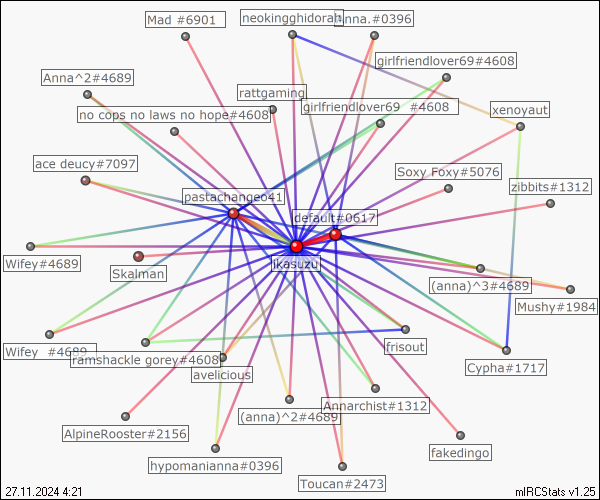 Mad #6901
neokingghidorah
anna.#0396
girlfriendlover69#4608
Anna^2#4689
rattgaming
girlfriendlover69 #4608
no cops no laws no hope#4608
xenoyaut
ace deucy#7097
Soxy Foxy#5076
zibbits#1312
pastachangeo41
default#0617
Wifey#4689
Skalman
jkasuzu
(anna)^3#4689
Mushy#1984
Wifey #4689
ramshackle gorey#4608
frisout
Cypha#1717
avelicious
(anna)^2#4689
Annarchist#1312
AlpineRooster#2156
fakedingo
hypomanianna#0396
Toucan#2473
27.11.2024 4:21
mIRCStats v1.25